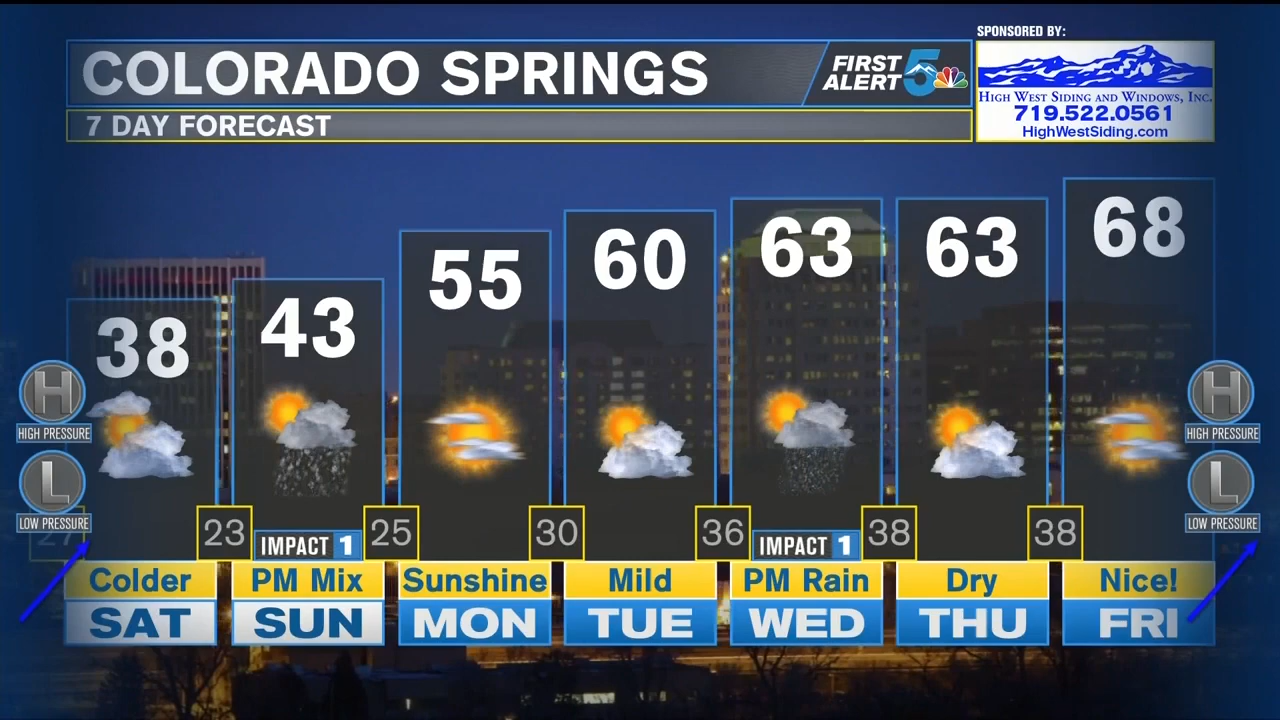 SPONSORED BY:
COLORADO SPRINGS
FIRST
ALERT 5
7 DAY FORECAST
HIGH WEST SIDING AND WINDOWS, INC.
719.522.0561
HighWestSiding.com
38 43 55 60 63 63 68
H H
HIGH PRESSURE HIGH PRESSURE
L L
LOW PRESSURE LOW PRESSURE
27 23 25 30 36 38 38
IMPACT 1 IMPACT 1
Colder PM Mix Sunshine Mild PM Rain Dry Nice!
SAT SUN MON TUE WED THU FRI